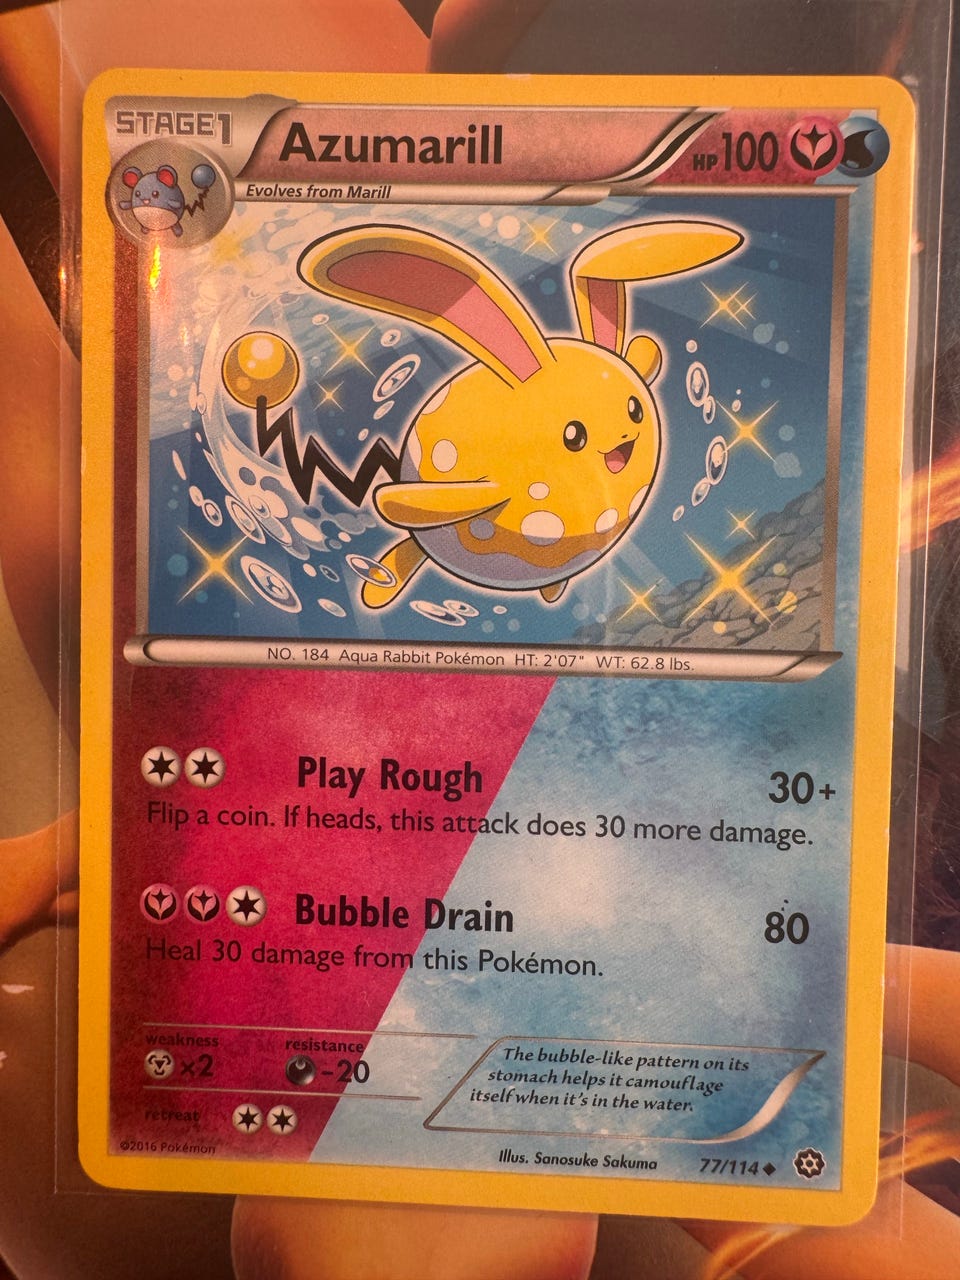 STAGE1
Azumarill
HP 100
Evolves from Marill
NO. 184 Aqua Rabbit Pokémon HT: 2'07" WT: 62.8 lbs.
Play Rough 30+
Flip a coin. If heads, this attack does 30 more damage.
Bubble Drain 80
Heal 30 damage from this Pokémon.
weakness
×2
resistance
-20
retreat
The bubble-like pattern on its
stomach helps it camouflage
itself when it's in the water.
©2016 Pokémon
Illus. Sanosuke Sakuma
77/114